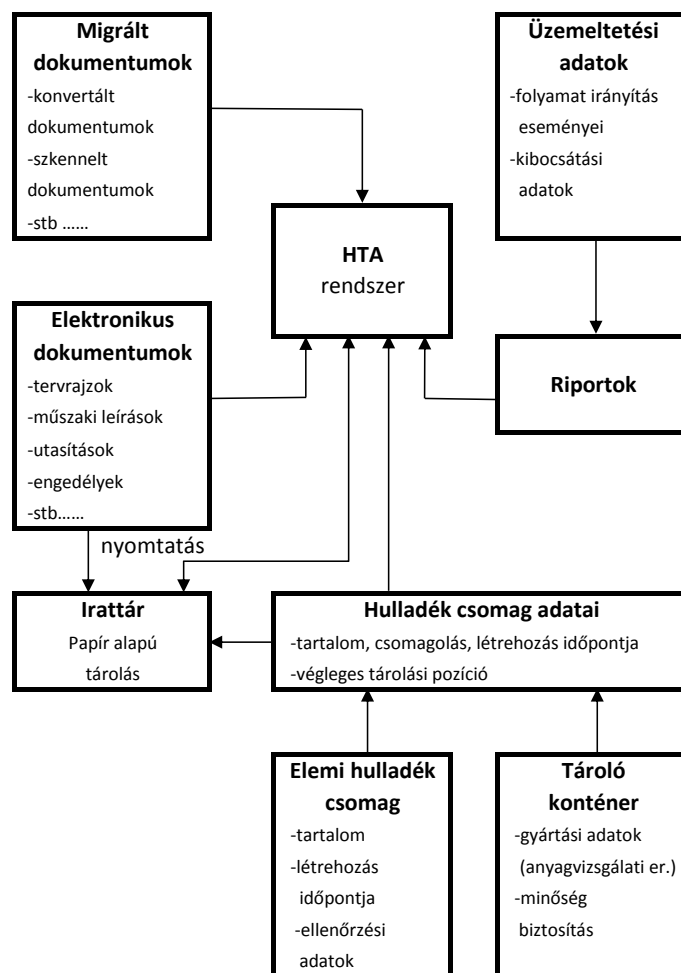 Migrált
dokumentumok
-konvertált
dokumentumok
-szkennelt
dokumentumok
-stb ......
Üzemeltetési
adatok
-folyamat irányítás
eseményei
-kibocsátási
adatok
HTA
rendszer
Elektronikus
dokumentumok
-tervrajzok
-műszaki leírások
-utasítások
-engedélyek
-stb......
Riportok
nyomtatás
Irattár
Papír alapú
tárolás
Hulladék csomag adatai
-tartalom, csomagolás, létrehozás időpontja
-végleges tárolási pozíció
Elemi hulladék
csomag
-tartalom
-létrehozás
időpontja
-ellenőrzési
adatok
Tároló
konténer
-gyártási adatok
(anyagvizsgálati er.)
-minőség
biztosítás